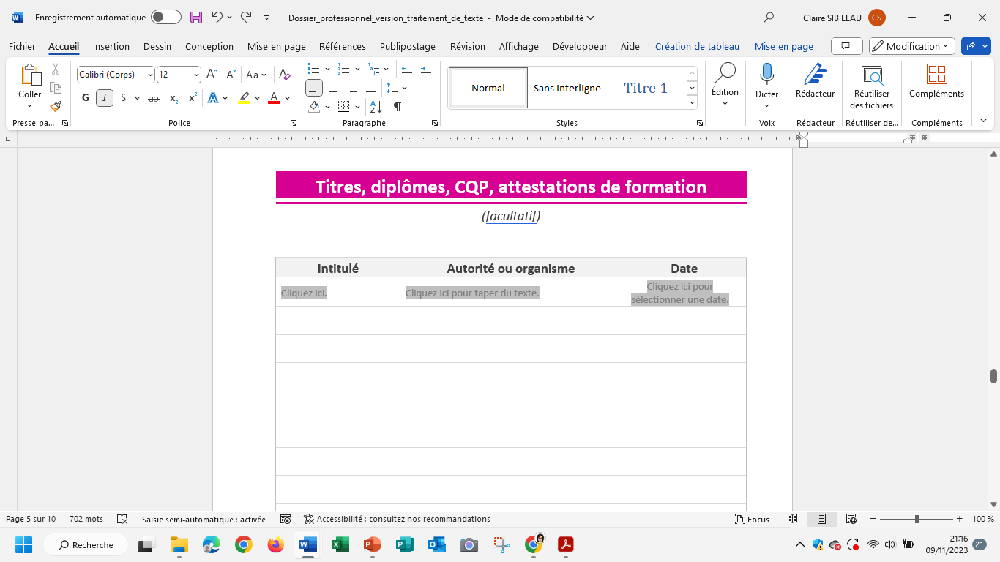 Enregistrement automatique
Dossier_professionnel_version_traitement_de_texte - Mode de compatibilité
Claire SIBILEAU CS
Fichier Accueil Insertion Dessin Conception Mise en page Références Publipostage Révision Affichage Développeur Aide Création de tableau Mise en page Modification
Coller
Calibri (Corps) 12
Aa
G I S ab x₂ x² A A
A Z
Normal
Sans interligne
Titre 1
Édition
Dicter
Rédacteur
Réutiliser des fichiers
Compléments
Presse-pa... Police Paragraphe Styles Voix Rédacteur Réutiliser de... Compléments
Titres, diplômes, CQP, attestations de formation
(facultatif)
Intitulé Autorité ou organisme Date
Cliquez ici. Cliquez ici pour taper du texte. Cliquez ici pour
sélectionner une date.
Page 5 sur 10 702 mots Saisie semi-automatique : activée Accessibilité : consultez nos recommandations Focus 100 %
Recherche
21:16
09/11/2023
21